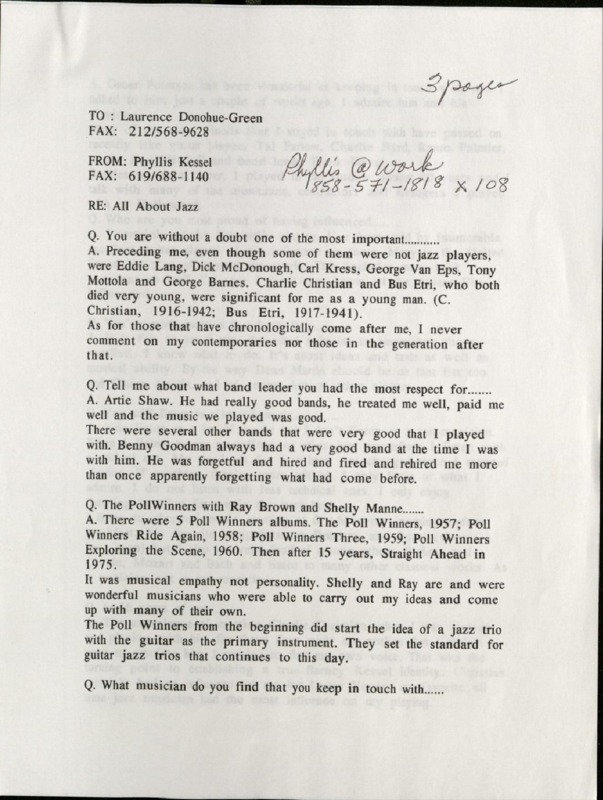 3 pages
TO : Laurence Donohue-Green
FAX: 212/568-9628
FROM: Phyllis Kessel
FAX: 619/688-1140
Phyllis @ Work
858-571-1818 x 108
RE: All About Jazz
Q. You are without a doubt one of the most important...........
A. Preceding me, even though some of them were not jazz players,
were Eddie Lang, Dick McDonough, Carl Kress, George Van Eps, Tony
Mottola and George Barnes. Charlie Christian and Bus Etri, who both
died very young, were significant for me as a young man. (C.
Christian, 1916-1942; Bus Etri, 1917-1941).
As for those that have chronologically come after me, I never
comment on my contemporaries nor those in the generation after
that.
Q. Tell me about what band leader you had the most respect for.......
A. Artie Shaw. He had really good bands, he treated me well, paid me
well and the music we played was good.
There were several other bands that were very good that I played
with. Benny Goodman always had a very good band at the time I was
with him. He was forgetful and hired and fired and rehired me more
than once apparently forgetting what had come before.
Q. The PollWinners with Ray Brown and Shelly Manne.......
A. There were 5 Poll Winners albums. The Poll Winners, 1957; Poll
Winners Ride Again, 1958; Poll Winners Three, 1959; Poll Winners
Exploring the Scene, 1960. Then after 15 years, Straight Ahead in
1975.
It was musical empathy not personality. Shelly and Ray are and were
wonderful musicians who were able to carry out my ideas and come
up with many of their own.
The Poll Winners from the beginning did start the idea of a jazz trio
with the guitar as the primary instrument. They set the standard for
guitar jazz trios that continues to this day.
Q. What musician do you find that you keep in touch with......